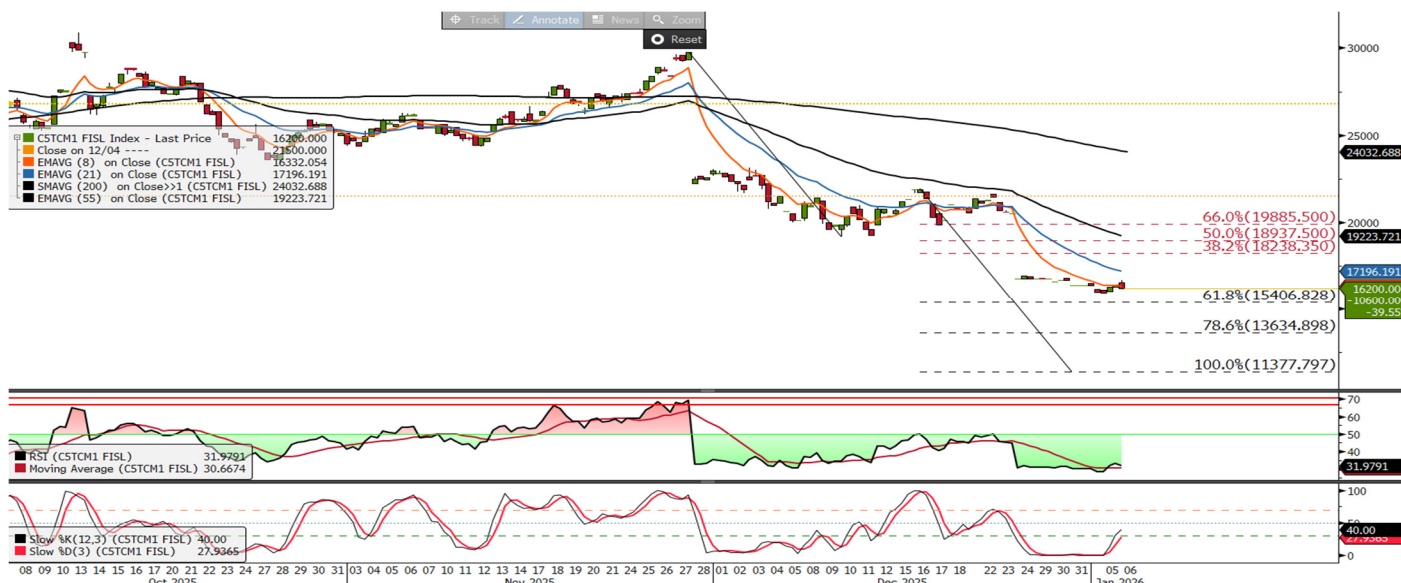 Track Annotate News Zoom
Reset
30000
25000
20000
C5TCM1 FISL Index - Last Price 16200.000
Close on 12/04 ---- 21500.000
EMAVG (8) on Close (C5TCM1 FISL) 16332.054
EMAVG (21) on Close (C5TCM1 FISL) 17196.191
SMAVG (200) on Close>>1 (C5TCM1 FISL) 24032.688
EMAVG (55) on Close (C5TCM1 FISL) 19223.721
24032.688
19223.721
17196.191
16200.00
-10600.00
-39.55
66.0%(19885.500)
50.0%(18937.500)
38.2%(18238.350)
61.8%(15406.828)
78.6%(13634.898)
100.0%(11377.797)
70
60
50
40
31.9791
RSI (C5TCM1 FISL) 31.9791
Moving Average (C5TCM1 FISL) 30.6674
100
50
40.00
27.9365
0
Slow %K(12,3) (C5TCM1 FISL) 40.00
Slow %D(3) (C5TCM1 FISL) 27.9365
08 09 10 13 14 15 16 17 20 21 22 23 24 27 28 29 30 31 03 04 05 06 07 10 11 12 13 14 17 18 19 20 21 24 25 26 27 28 01 02 03 04 05 08 09 10 11 12 15 16 17 18 22 23 24 29 30 31 05 06
Oct 2025 Nov 2025 Dec 2025 Jan 2026